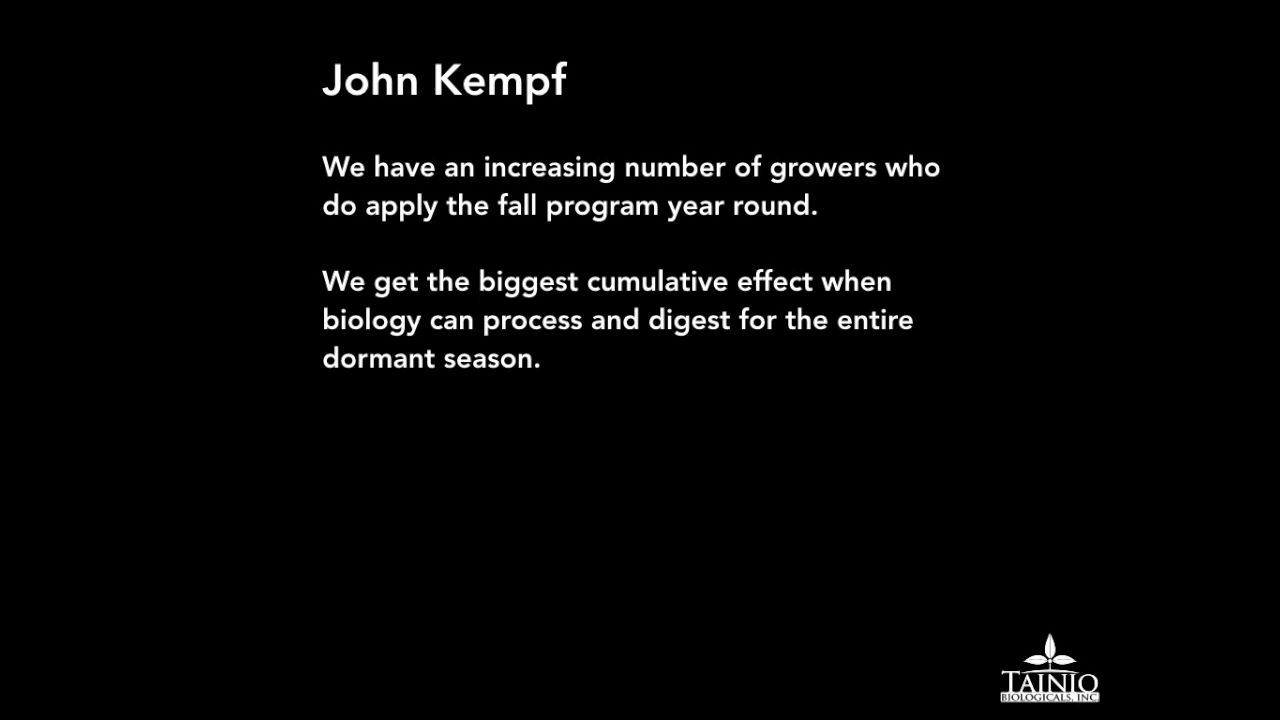 John Kempf
We have an increasing number of growers who
do apply the fall program year round.
We get the biggest cumulative effect when
biology can process and digest for the entire
dormant season.
TAINIO
BIOLOGICALS, INC